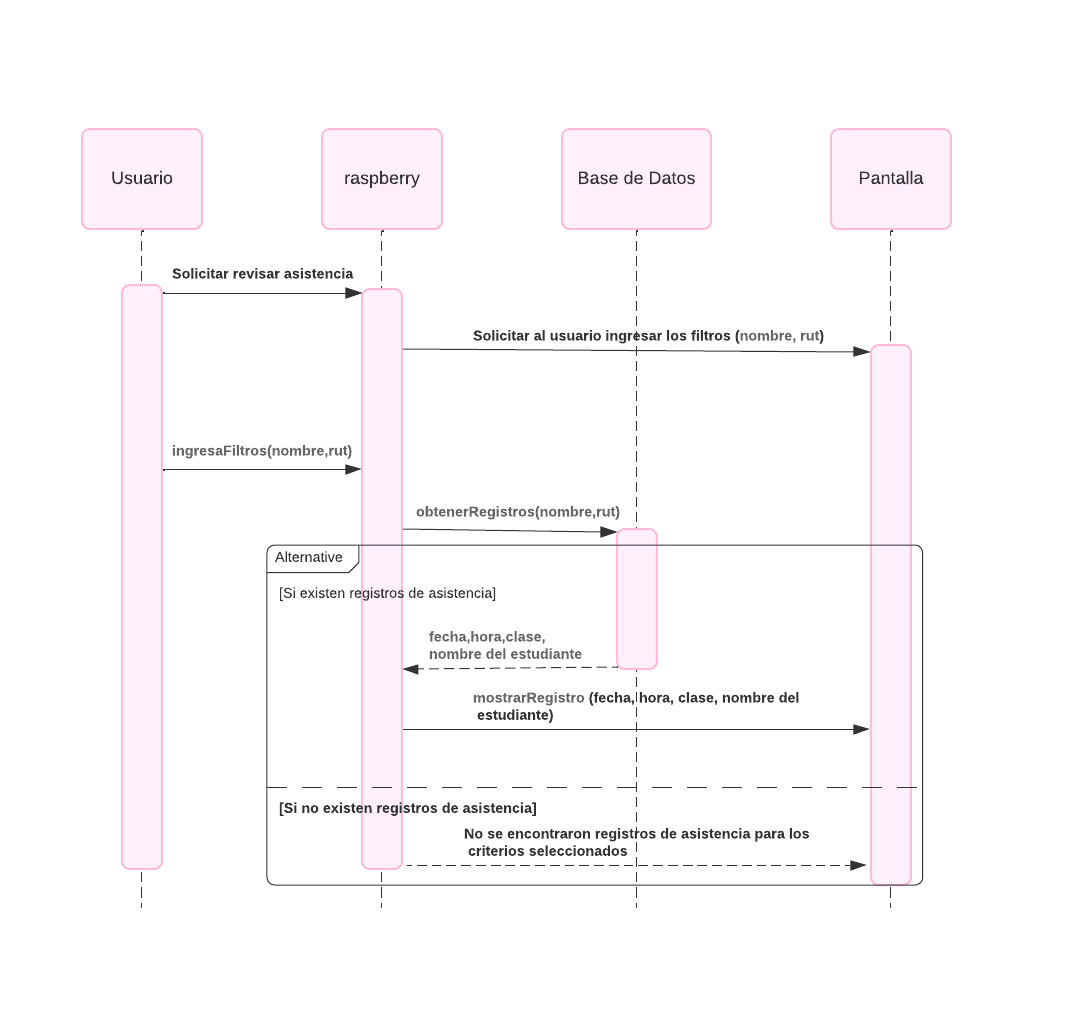 Usuario
raspberry
Base de Datos
Pantalla
Solicitar revisar asistencia
Solicitar al usuario ingresar los filtros (nombre, rut)
ingresaFiltros(nombre,rut)
obtenerRegistros(nombre,rut)
Alternative
[Si existen registros de asistencia]
fecha,hora,clase,
nombre del estudiante
mostrarRegistro (fecha, hora, clase, nombre del
estudiante)
[Si no existen registros de asistencia]
No se encontraron registros de asistencia para los
criterios seleccionados